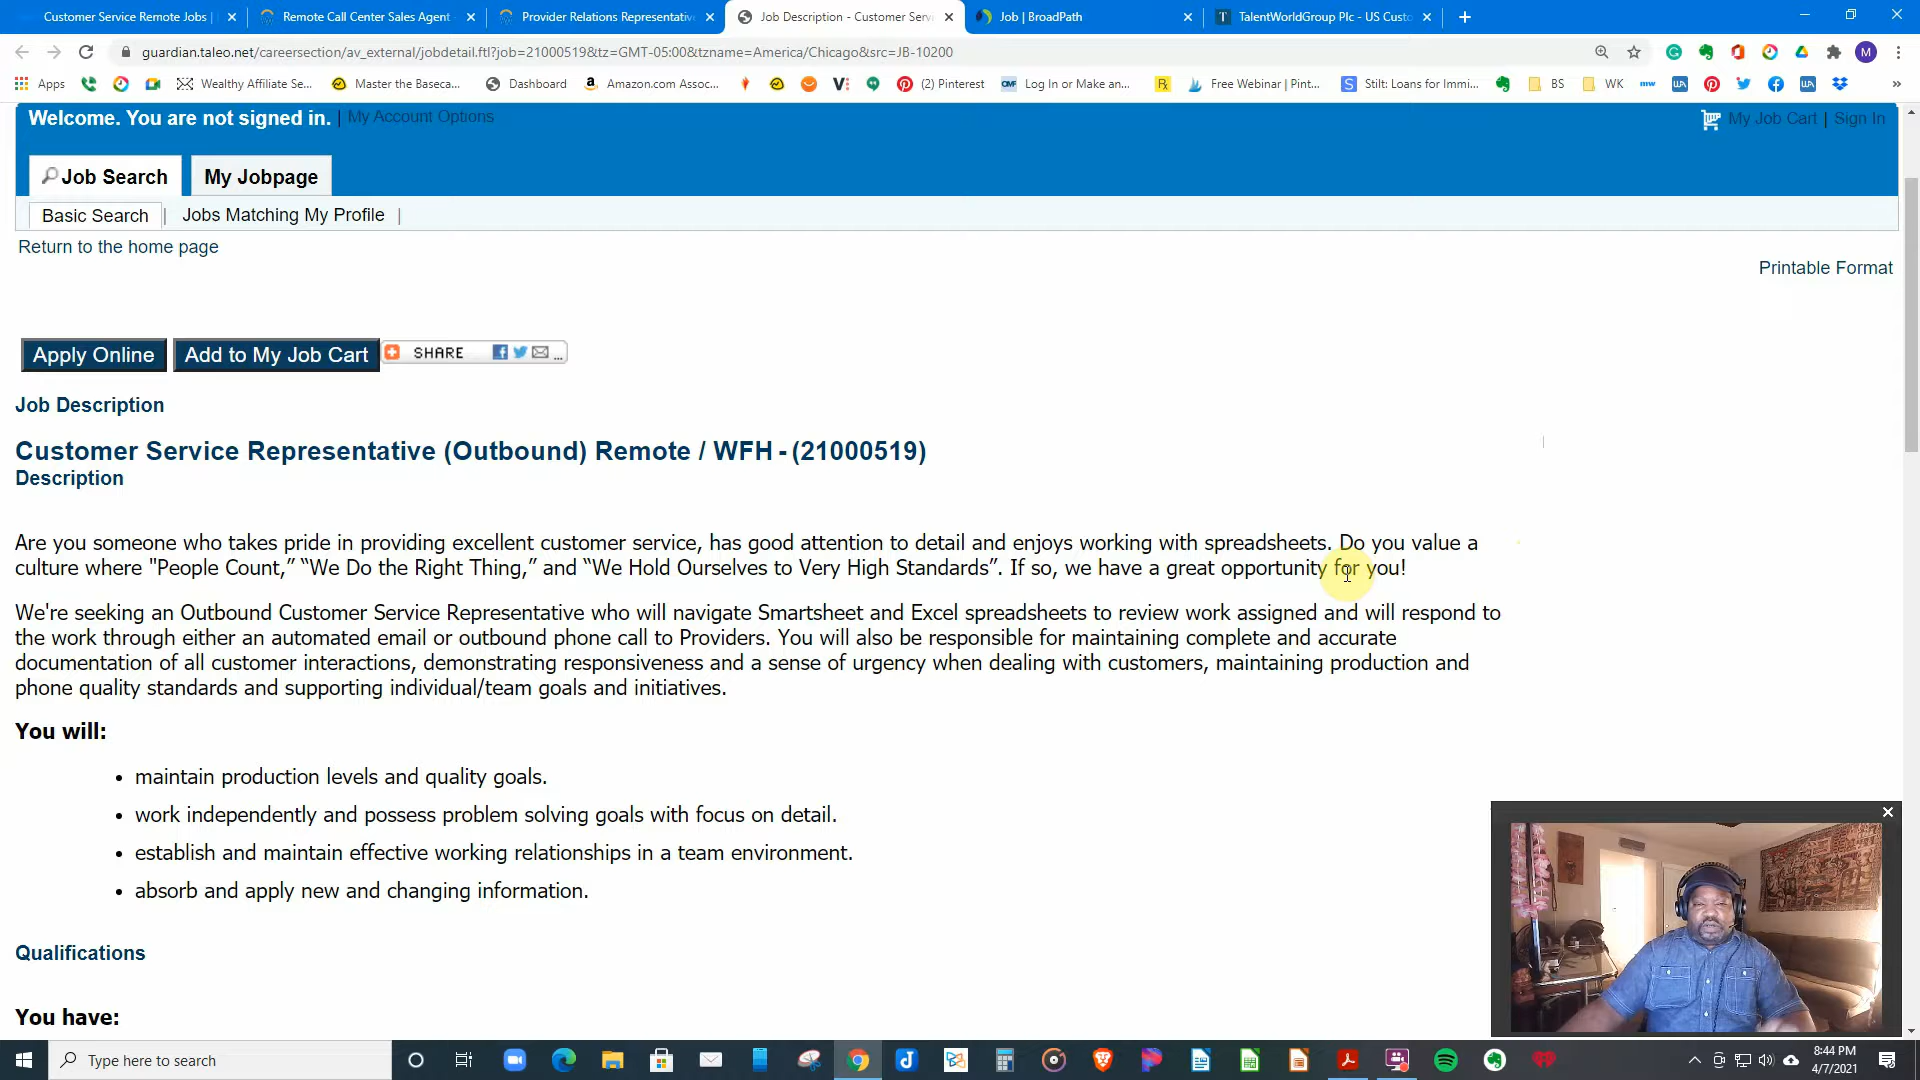 Customer Service Remote Jobs |
Remote Call Center Sales Agent
Provider Relations Representative
Job Description - Customer Serv
Job | BroadPath
TalentWorldGroup Plc - US Custo
guardian.taleo.net/careersection/av_external/jobdetail.ftl?job=21000519&tz=GMT-05:00&tzname=America/Chicago&src=JB-10200
M
Apps
Wealthy Affiliate Se...
Master the Baseca...
Dashboard
Amazon.com Assoc...
(2) Pinterest
Log In or Make an...
Free Webinar | Pint...
Stilt: Loans for Immi...
BS
WK
Welcome. You are not signed in. | My Account Options
My Job Cart | Sign In
Job Search
My Jobpage
Basic Search | Jobs Matching My Profile |
Return to the home page
Printable Format
Apply Online
Add to My Job Cart
SHARE ...
Job Description
Customer Service Representative (Outbound) Remote / WFH - (21000519)
Description
Are you someone who takes pride in providing excellent customer service, has good attention to detail and enjoys working with spreadsheets. Do you value a
culture where "People Count,” “We Do the Right Thing,” and “We Hold Ourselves to Very High Standards”. If so, we have a great opportunity for you!
We're seeking an Outbound Customer Service Representative who will navigate Smartsheet and Excel spreadsheets to review work assigned and will respond to
the work through either an automated email or outbound phone call to Providers. You will also be responsible for maintaining complete and accurate
documentation of all customer interactions, demonstrating responsiveness and a sense of urgency when dealing with customers, maintaining production and
phone quality standards and supporting individual/team goals and initiatives.
You will:
• maintain production levels and quality goals.
• work independently and possess problem solving goals with focus on detail.
• establish and maintain effective working relationships in a team environment.
• absorb and apply new and changing information.
Qualifications
You have:
Type here to search
8:44 PM
4/7/2021